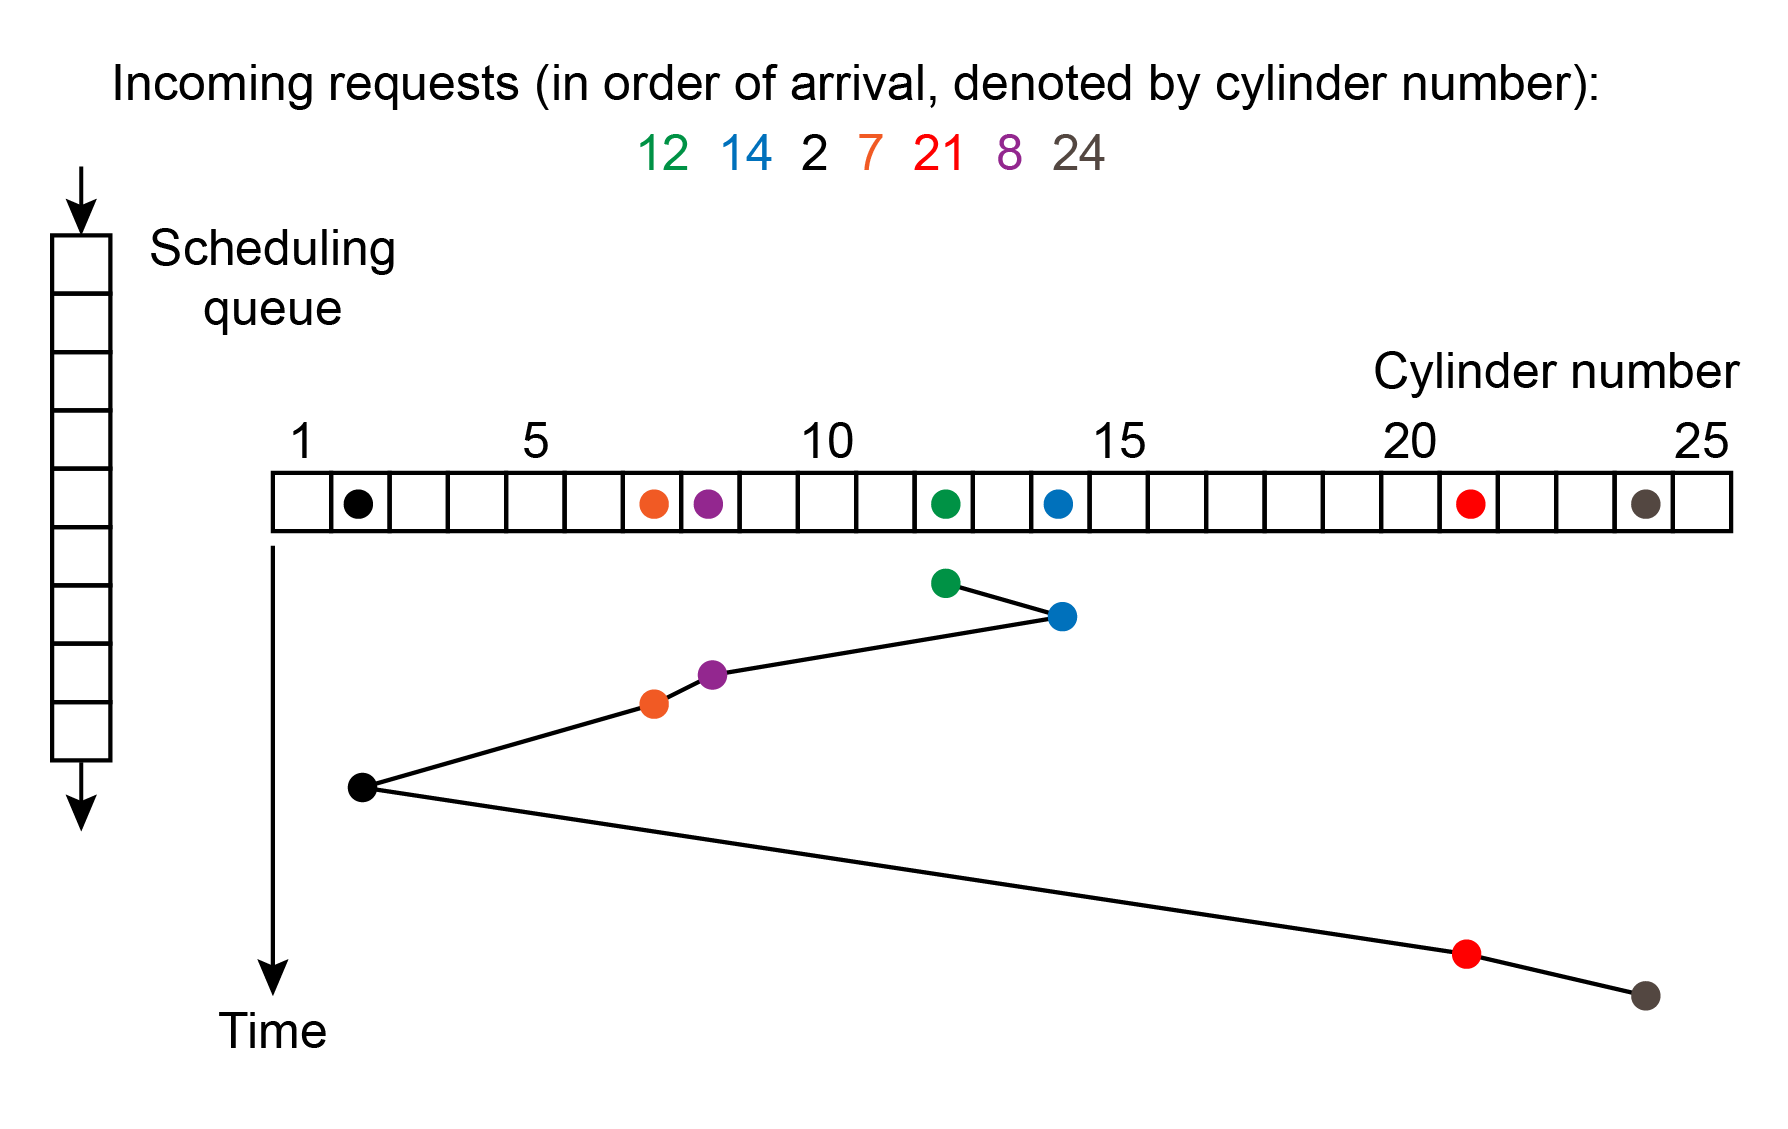 Incoming requests (in order of arrival, denoted by cylinder number):
12 14 2 7 21 8 24
Scheduling
queue
Cylinder number
1 5 10 15 20 25
Time